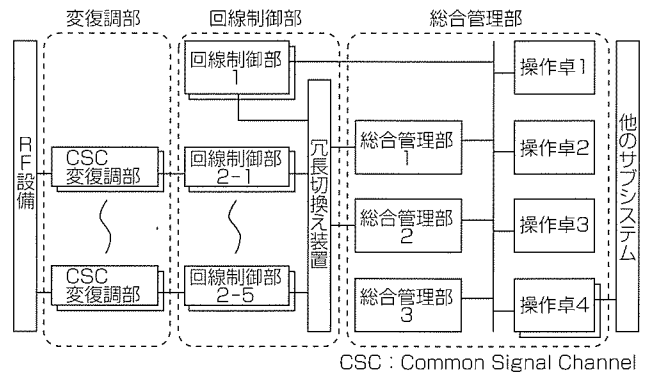 変復調部
回線制御部
総合管理部
RF設備
CSC
変復調部
CSC
変復調部
回線制御部
1
回線制御部
2-1
回線制御部
2-5
冗長切換え装置
総合管理部
1
総合管理部
2
総合管理部
3
操作卓1
操作卓2
操作卓3
操作卓4
他のサブシステム
CSC：Common Signal Channel